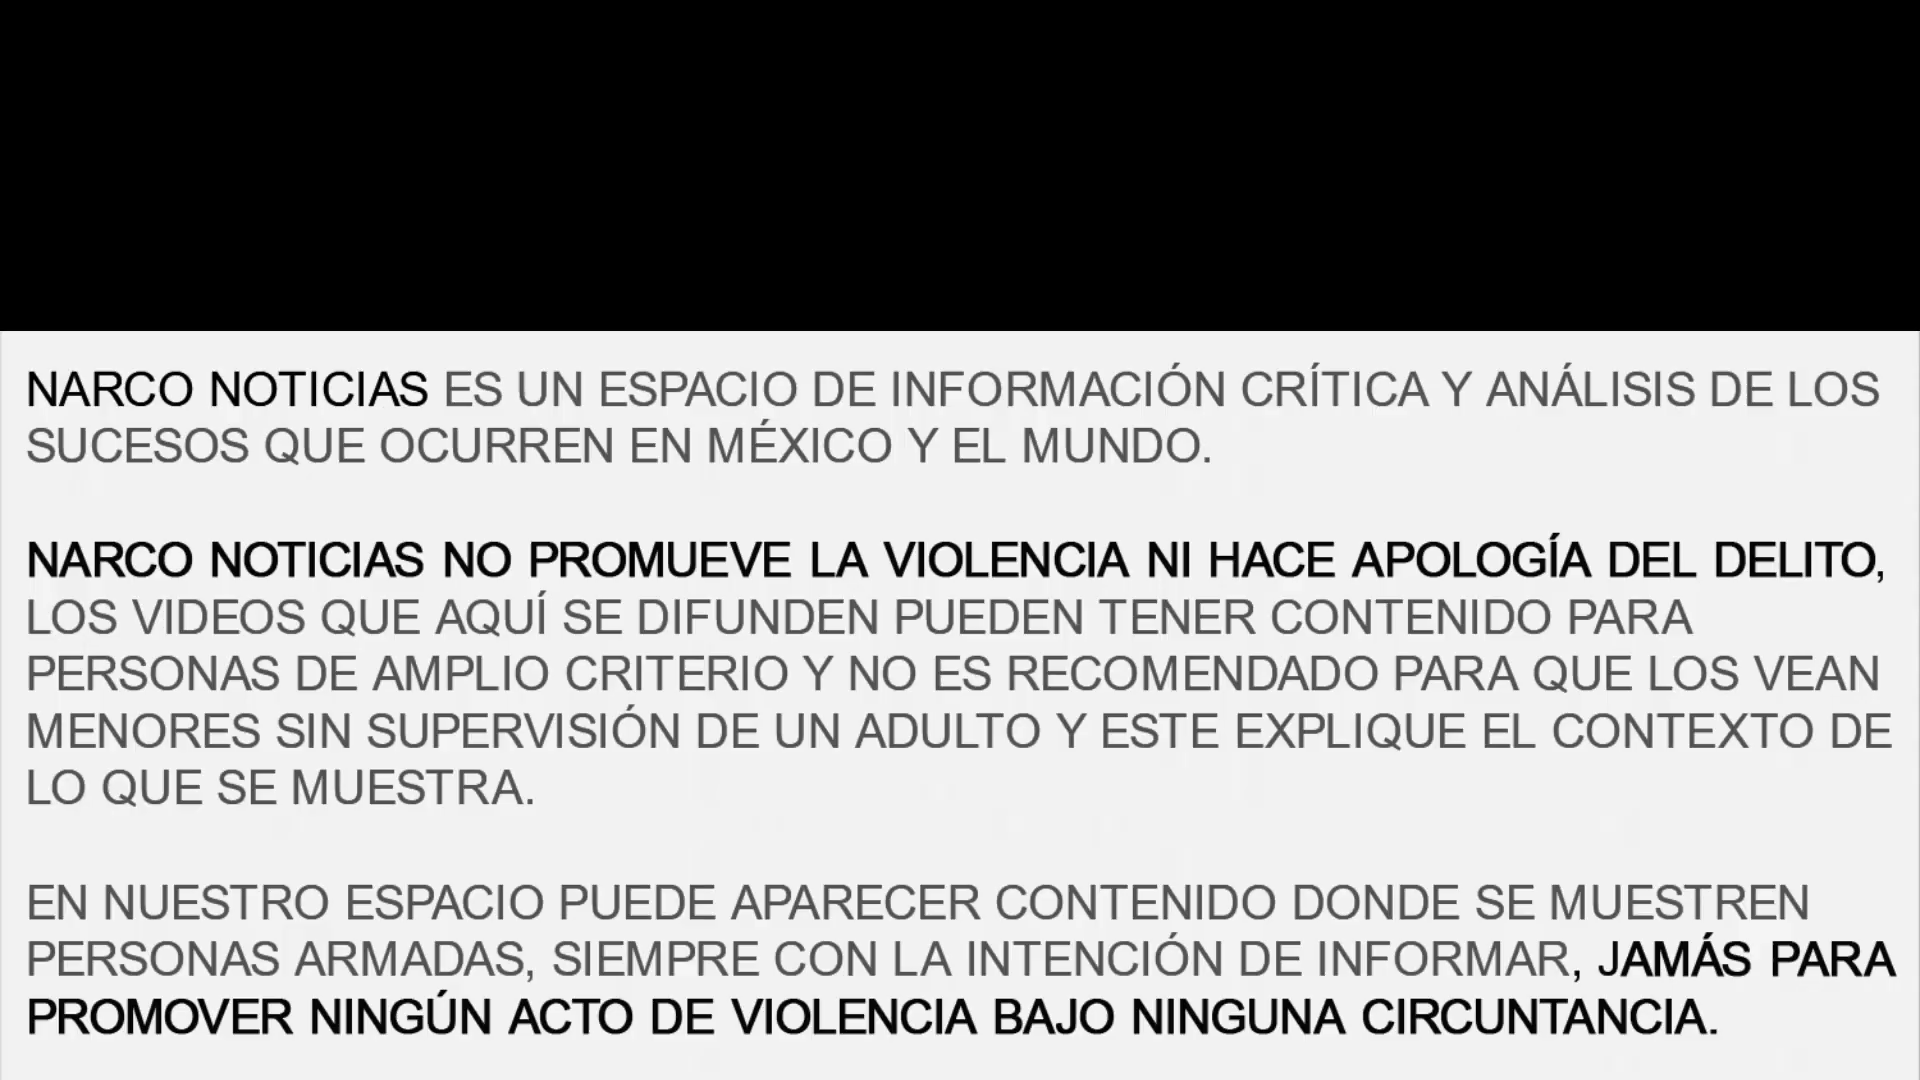 NARCO NOTICIAS ES UN ESPACIO DE INFORMACIÓN CRÍTICA Y ANÁLISIS DE LOS
SUCESOS QUE OCURREN EN MÉXICO Y EL MUNDO.
NARCO NOTICIAS NO PROMUEVE LA VIOLENCIA NI HACE APOLOGÍA DEL DELITO,
LOS VIDEOS QUE AQUÍ SE DIFUNDEN PUEDEN TENER CONTENIDO PARA
PERSONAS DE AMPLIO CRITERIO Y NO ES RECOMENDADO PARA QUE LOS VEAN
MENORES SIN SUPERVISIÓN DE UN ADULTO Y ESTE EXPLIQUE EL CONTEXTO DE
LO QUE SE MUESTRA.
EN NUESTRO ESPACIO PUEDE APARECER CONTENIDO DONDE SE MUESTREN
PERSONAS ARMADAS, SIEMPRE CON LA INTENCIÓN DE INFORMAR, JAMÁS PARA
PROMOVER NINGÚN ACTO DE VIOLENCIA BAJO NINGUNA CIRCUNTANCIA.